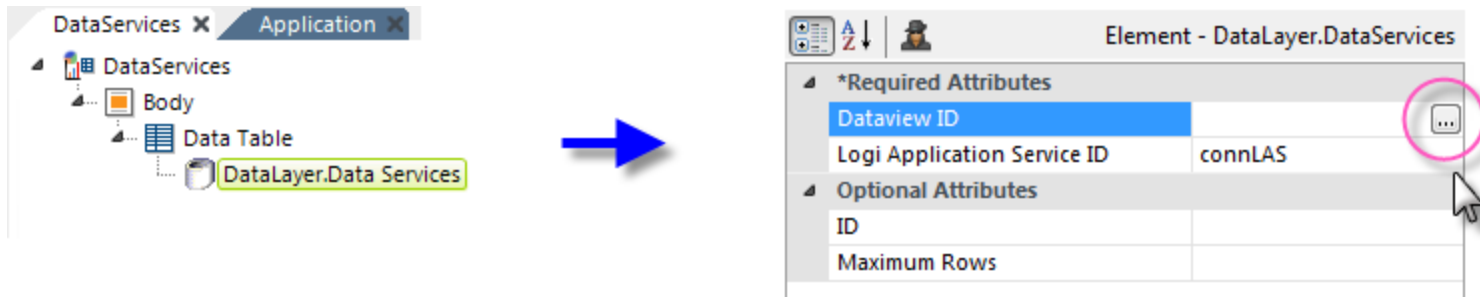 DataServices
Application
DataServices
Body
Data Table
DataLayer.Data Services
A
Z
Element - DataLayer.DataServices
*Required Attributes
Dataview ID
...
Logi Application Service ID connLAS
Optional Attributes
ID
Maximum Rows